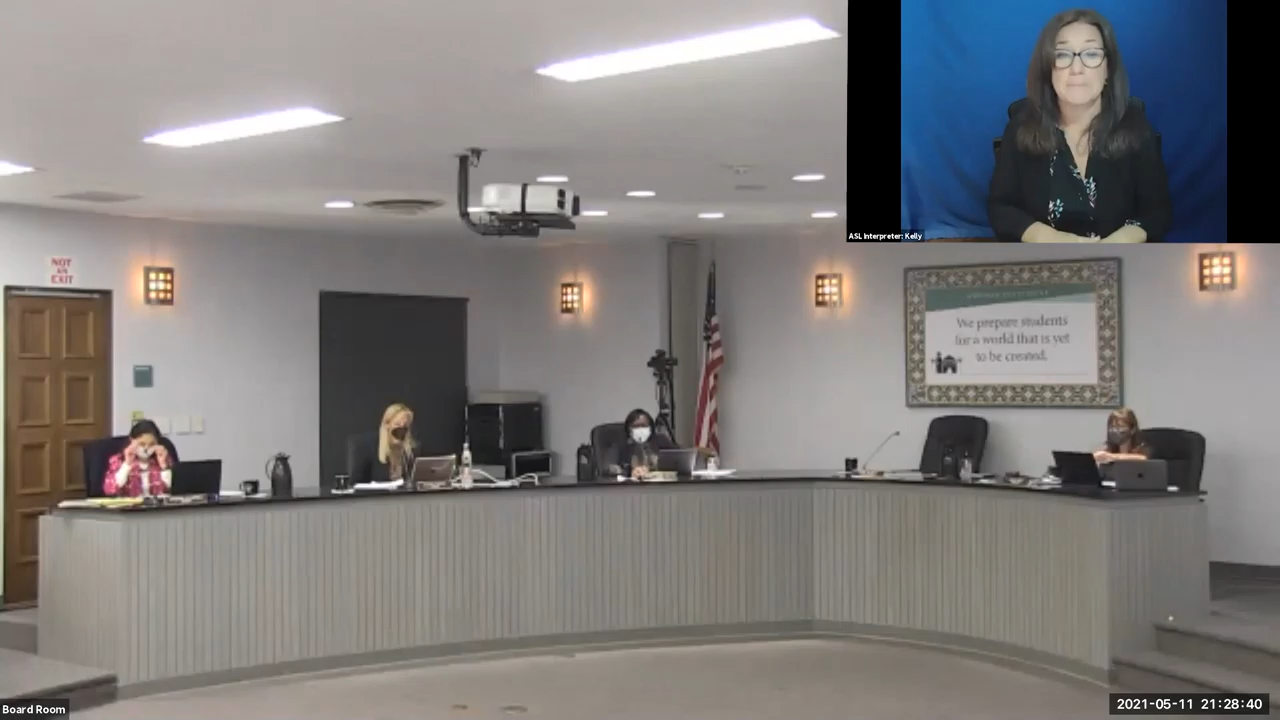 ASL Interpreter: Kelly
NOT
AN
EXIT
We prepare students
for a world that is yet
to be created.
Board Room
2021-05-11 21:28:40